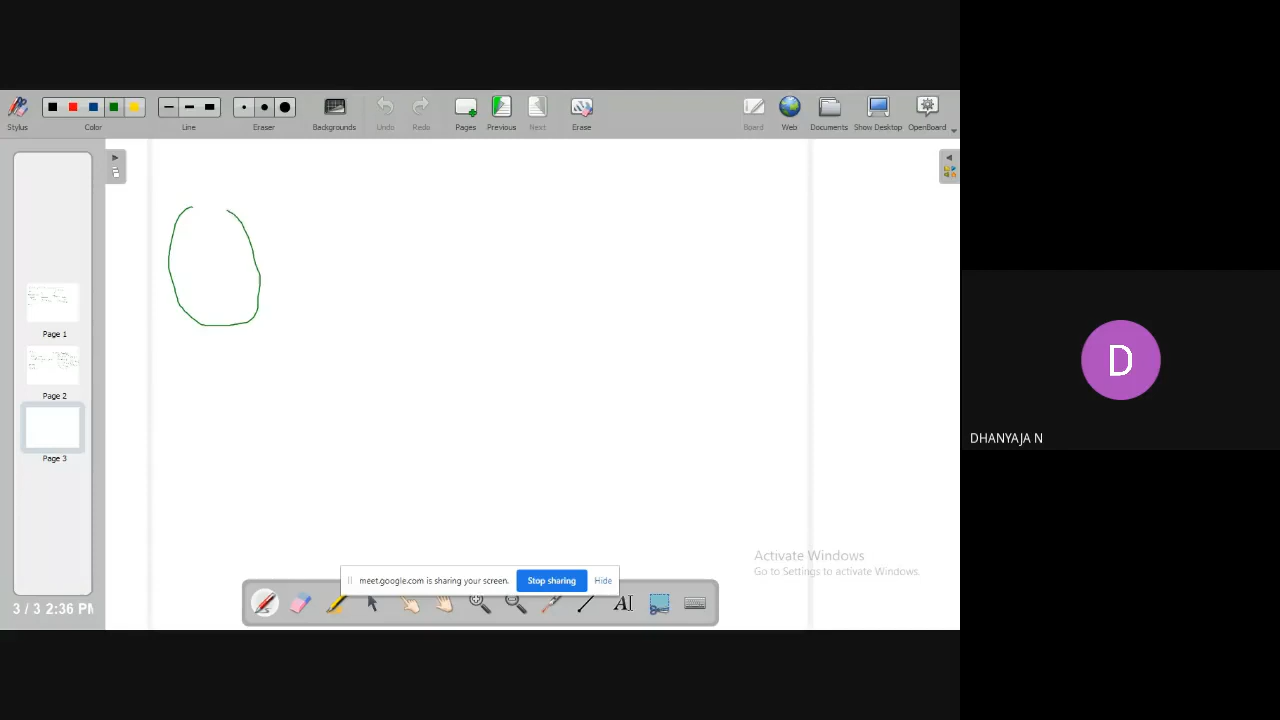 Stylus Color Line Eraser Backgrounds Undo Redo Pages Previous Next Erase Board Web Documents Show Desktop OpenBoard
Page 1
Page 2
Page 3
D
DHANYAJA N
Activate Windows
Go to Settings to activate Windows.
meet.google.com is sharing your screen. Stop sharing Hide
AI
3 / 3 2:36 PM